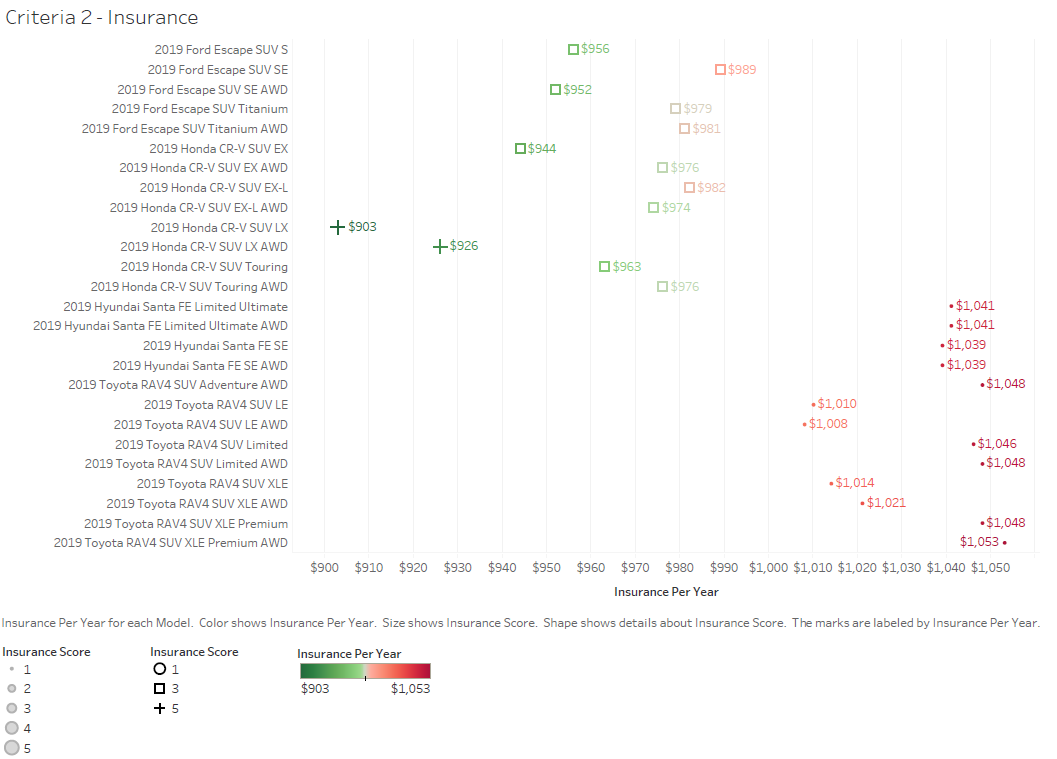 Criteria 2 - Insurance
2019 Ford Escape SUV S $956
2019 Ford Escape SUV SE $989
2019 Ford Escape SUV SE AWD $952
2019 Ford Escape SUV Titanium $979
2019 Ford Escape SUV Titanium AWD $981
2019 Honda CR-V SUV EX $944
2019 Honda CR-V SUV EX AWD $976
2019 Honda CR-V SUV EX-L $982
2019 Honda CR-V SUV EX-L AWD $974
2019 Honda CR-V SUV LX $903
2019 Honda CR-V SUV LX AWD $926
2019 Honda CR-V SUV Touring $963
2019 Honda CR-V SUV Touring AWD $976
2019 Hyundai Santa FE Limited Ultimate $1,041
2019 Hyundai Santa FE Limited Ultimate AWD $1,041
2019 Hyundai Santa FE SE $1,039
2019 Hyundai Santa FE SE AWD $1,039
2019 Toyota RAV4 SUV Adventure AWD $1,048
2019 Toyota RAV4 SUV LE $1,010
2019 Toyota RAV4 SUV LE AWD $1,008
2019 Toyota RAV4 SUV Limited $1,046
2019 Toyota RAV4 SUV Limited AWD $1,048
2019 Toyota RAV4 SUV XLE $1,014
2019 Toyota RAV4 SUV XLE AWD $1,021
2019 Toyota RAV4 SUV XLE Premium $1,048
2019 Toyota RAV4 SUV XLE Premium AWD $1,053
$900 $910 $920 $930 $940 $950 $960 $970 $980 $990 $1,000 $1,010 $1,020 $1,030 $1,040 $1,050
Insurance Per Year
Insurance Per Year for each Model. Color shows Insurance Per Year. Size shows Insurance Score. Shape shows details about Insurance Score. The marks are labeled by Insurance Per Year.
Insurance Score
1
2
3
4
5
Insurance Score
1
3
5
Insurance Per Year
$903 $1,053